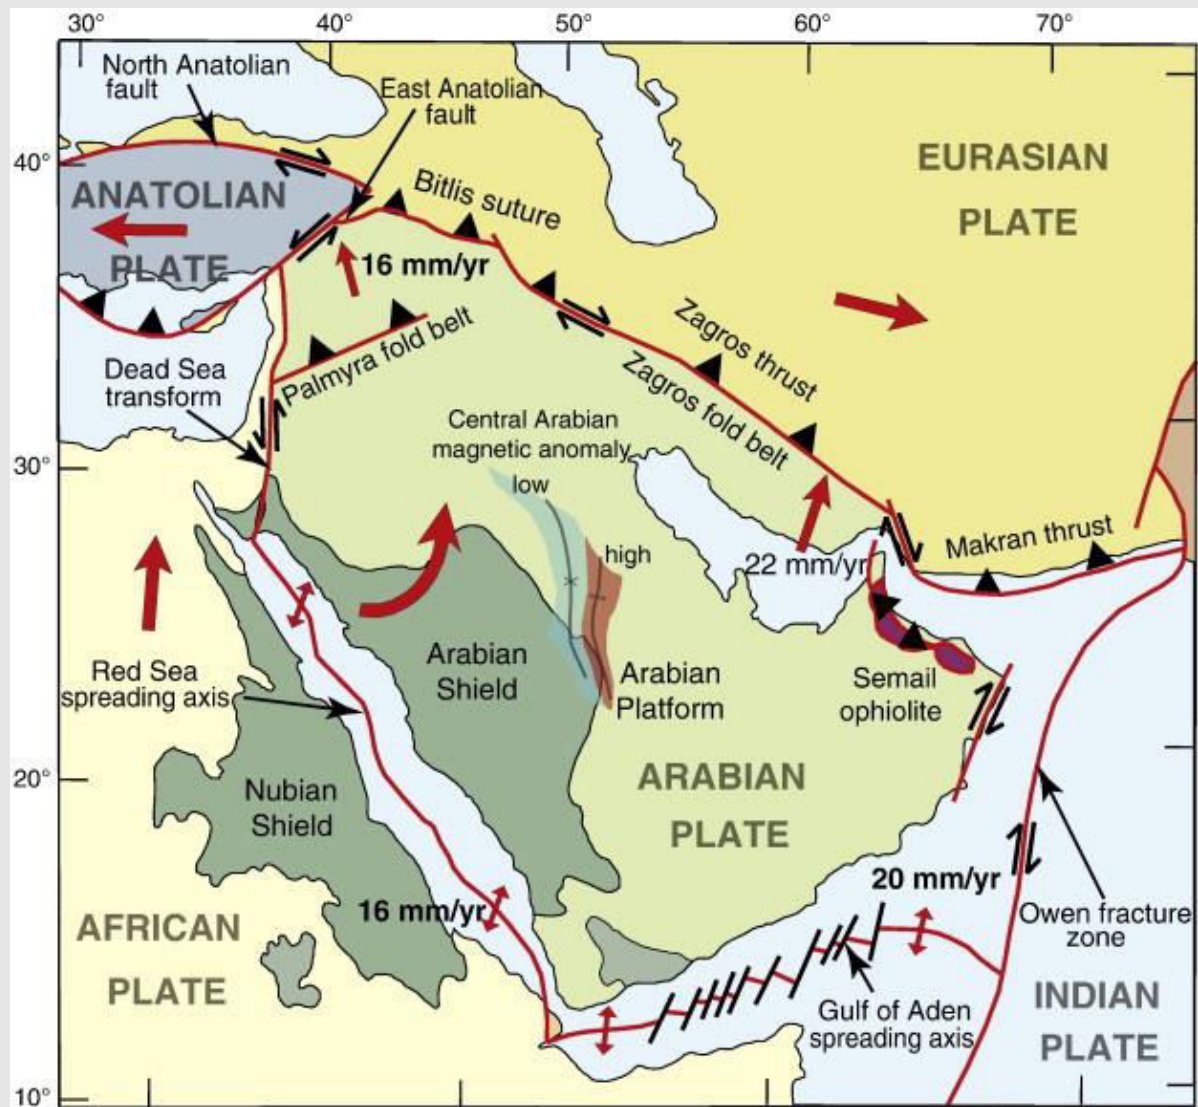 30°
40°
50°
60°
70°
North Anatolian
fault
East Anatolian
fault
40°
ANATOLIAN
PLATE
Bitlis suture
EURASIAN
PLATE
16 mm/yr
Zagros thrust
Zagros fold belt
Palmyra fold belt
Dead Sea
transform
Central Arabian
magnetic anomaly
low
high
30°
22 mm/yr
Makran thrust
Red Sea
spreading axis
Arabian
Shield
Arabian
Platform
Semail
ophiolite
20°
Nubian
Shield
ARABIAN
PLATE
16 mm/yr
20 mm/yr
Owen fracture
zone
AFRICAN
PLATE
Gulf of Aden
spreading axis
INDIAN
PLATE
10°